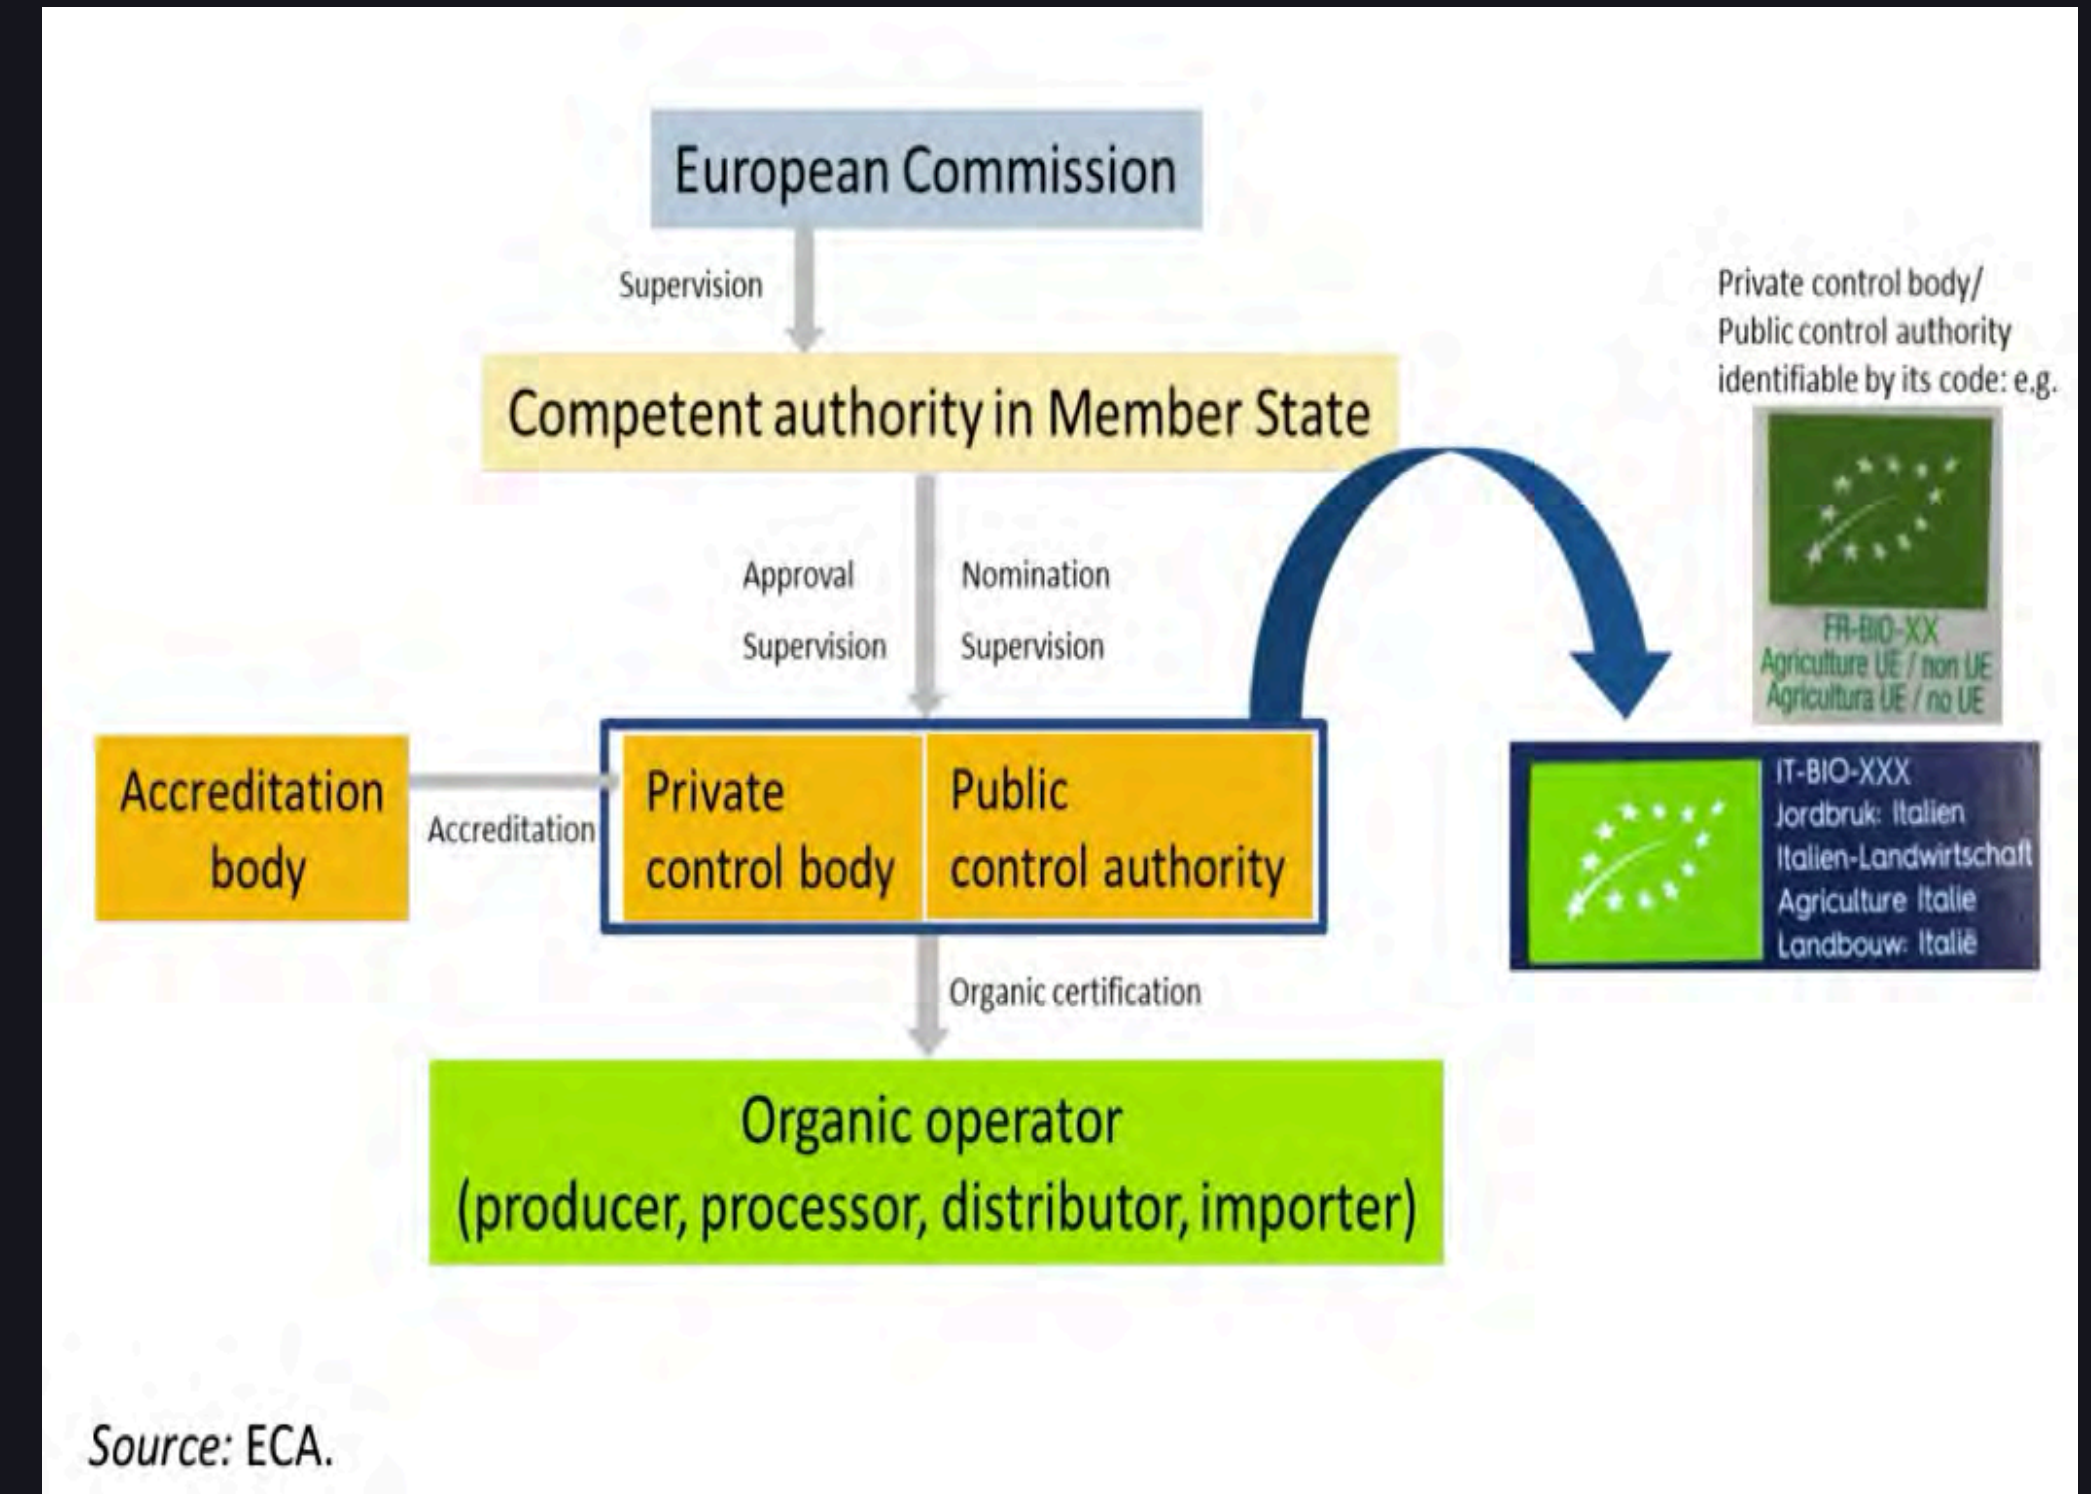 European Commission
Supervision
Private control body/
Public control authority
identifiable by its code: e.g.
Competent authority in Member State
Approval
Nomination
Supervision
Supervision
FR-BIO-XX
Agriculture UE / non UE
Agricultura UE / no UE
Accreditation
body
Accreditation
Private
control body
Public
control authority
IT-BIO-XXX
Jordbruk: Italien
Italien-Landwirtschaft
Agriculture Italie
Landbouw: Italië
Organic certification
Organic operator
(producer, processor, distributor, importer)
Source: ECA.